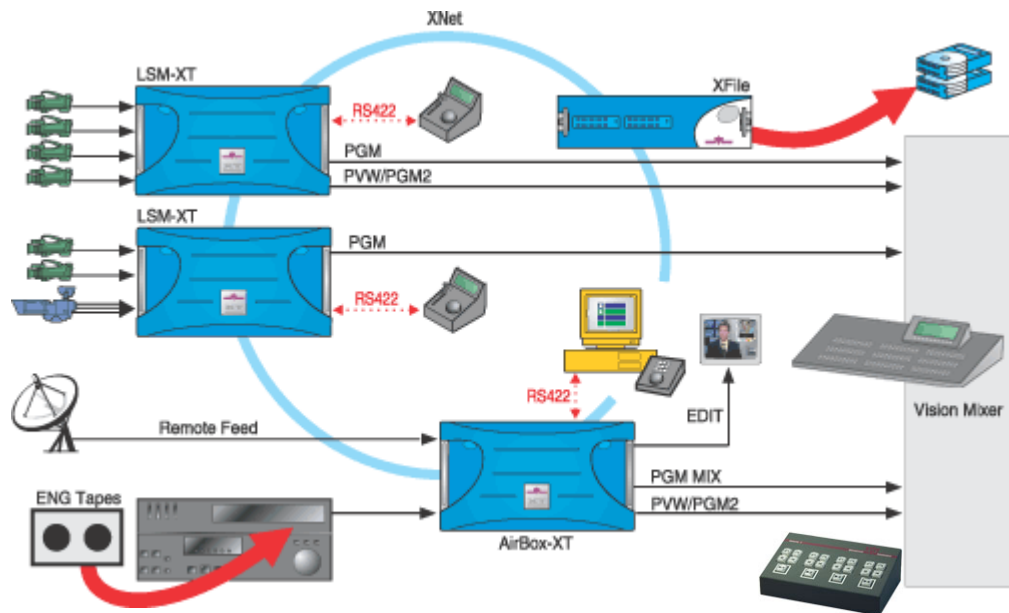 XNet
LSM-XT
XFile
RS422
PGM
PVW/PGM2
LSM-XT
PGM
RS422
RS422
EDIT
Vision Mixer
Remote Feed
PGM MIX
ENG Tapes
PVW/PGM2
AirBox-XT